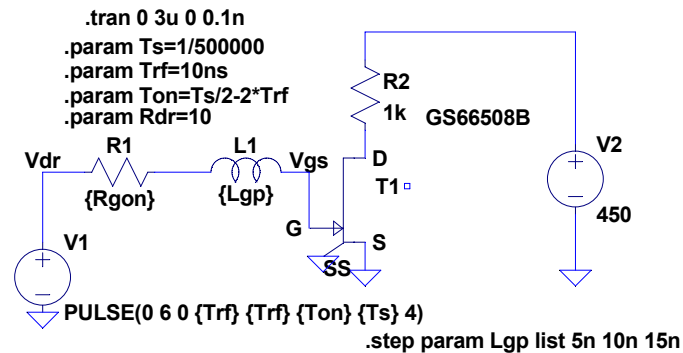 .tran 0 3u 0 0.1n
.param Ts=1/500000
.param Trf=10ns
.param Ton=Ts/2-2*Trf
.param Rdr=10
R2
1k
GS66508B
R1
L1
Vdr
Vgs
D
V2
{Rgon}
{Lgp}
T1
450
G
S
V1
SS
PULSE(0 6 0 {Trf} {Trf} {Ton} {Ts} 4)
.step param Lgp list 5n 10n 15n